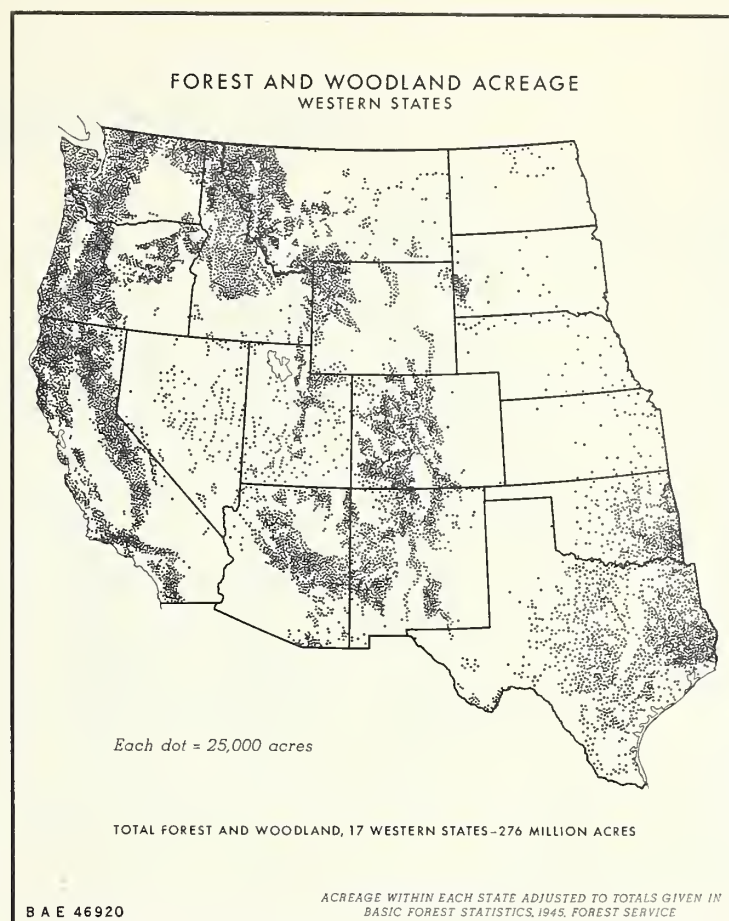 FOREST AND WOODLAND ACREAGE
WESTERN STATES
Each dot = 25,000 acres
TOTAL FOREST AND WOODLAND, 17 WESTERN STATES–276 MILLION ACRES
B A E 46920
ACREAGE WITHIN EACH STATE ADJUSTED TO TOTALS GIVEN IN
BASIC FOREST STATISTICS, 1945, FOREST SERVICE